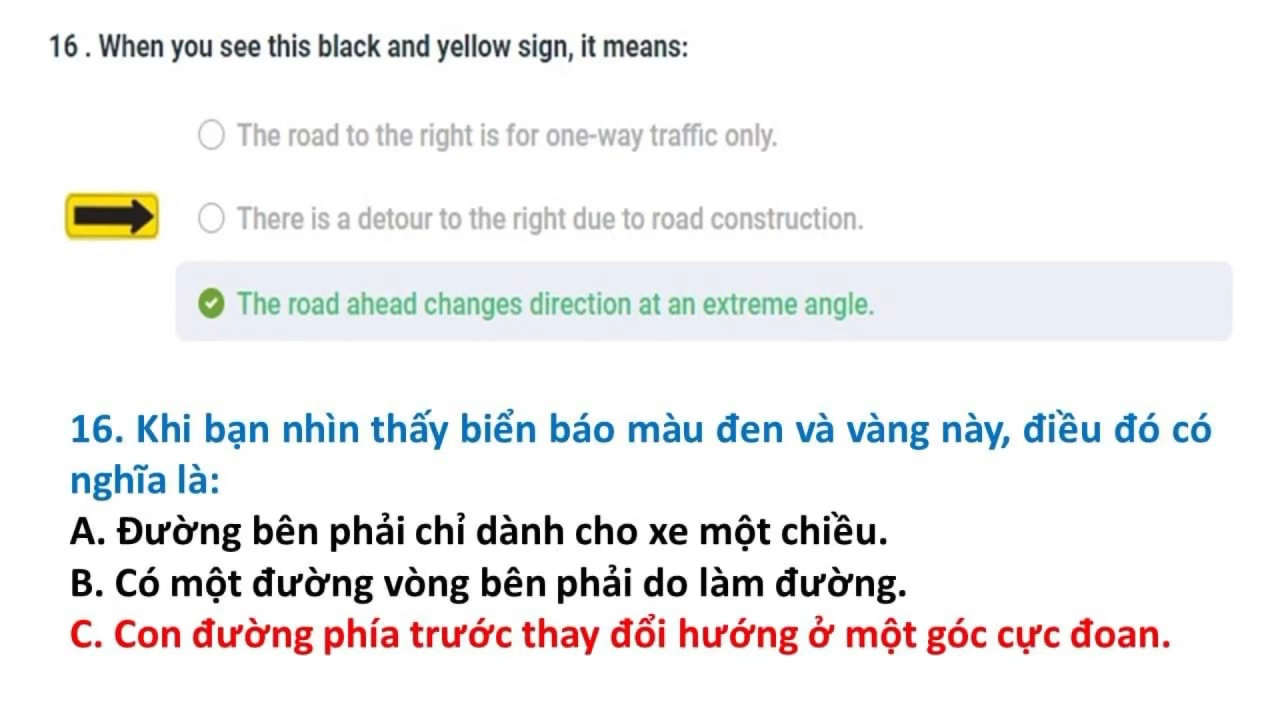 16 . When you see this black and yellow sign, it means:
The road to the right is for one-way traffic only.
There is a detour to the right due to road construction.
The road ahead changes direction at an extreme angle.
16. Khi bạn nhìn thấy biển báo màu đen và vàng này, điều đó có
nghĩa là:
A. Đường bên phải chỉ dành cho xe một chiều.
B. Có một đường vòng bên phải do làm đường.
C. Con đường phía trước thay đổi hướng ở một góc cực đoan.